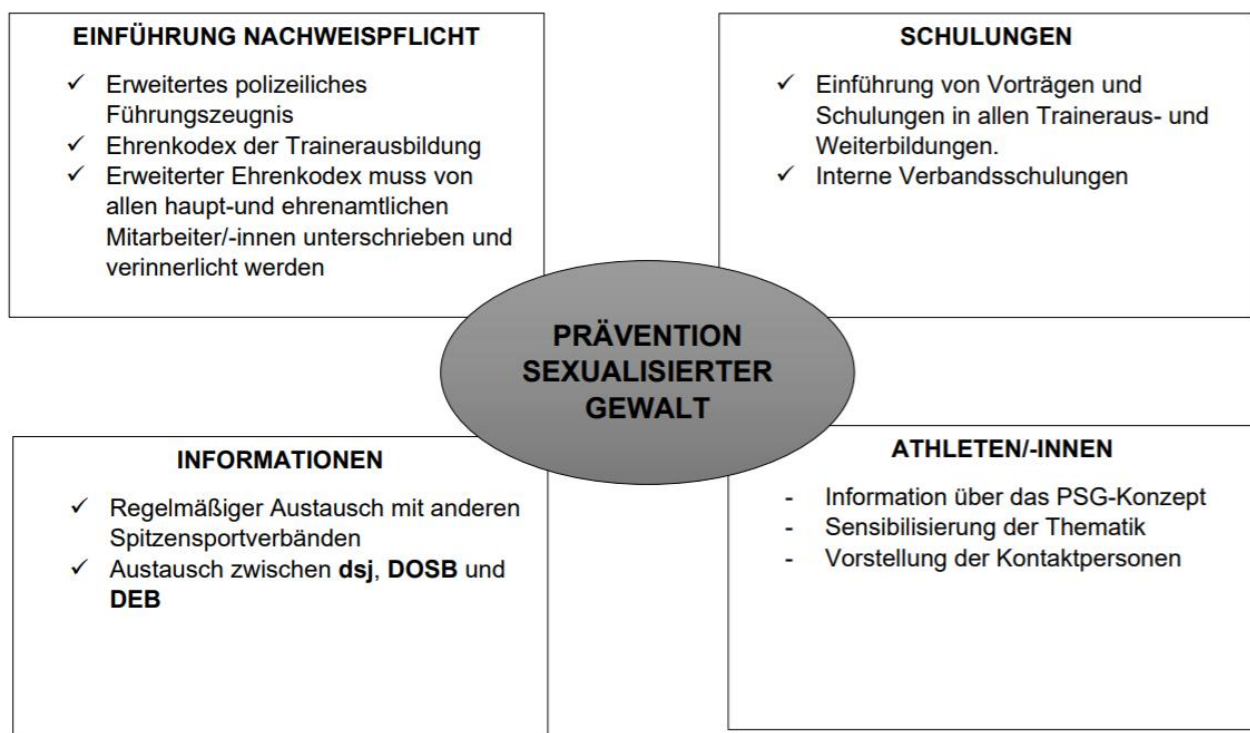 EINFÜHRUNG NACHWEISPFLICHT
✓ Erweitertes polizeiliches
Führungszeugnis
✓ Ehrenkodex der Trainerausbildung
✓ Erweiterter Ehrenkodex muss von
allen haupt-und ehrenamtlichen
Mitarbeiter/-innen unterschrieben und
verinnerlicht werden
SCHULUNGEN
✓ Einführung von Vorträgen und
Schulungen in allen Traineraus- und
Weiterbildungen.
✓ Interne Verbandsschulungen
PRÄVENTION
SEXUALISIERTER
GEWALT
INFORMATIONEN
✓ Regelmäßiger Austausch mit anderen
Spitzensportverbänden
✓ Austausch zwischen dsj, DOSB und
DEB
ATHLETEN/-INNEN
- Information über das PSG-Konzept
- Sensibilisierung der Thematik
- Vorstellung der Kontaktpersonen